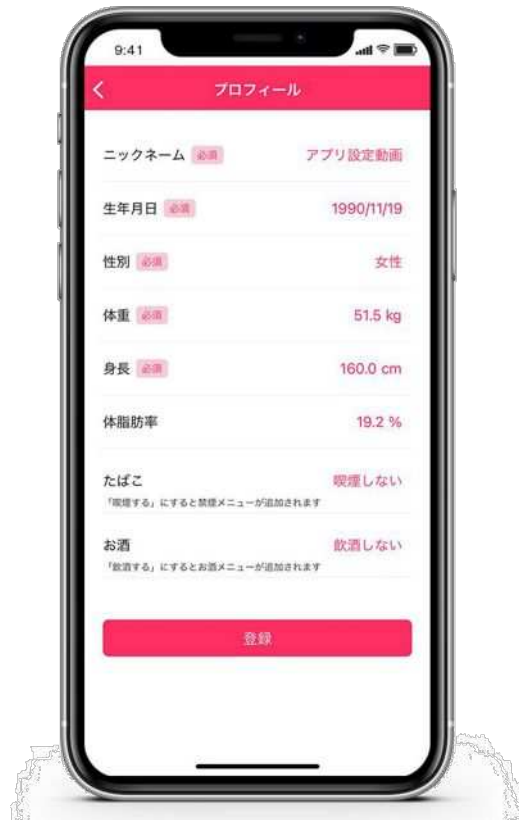 9:41
プロフィール
ニックネーム 必須 アプリ設定動画
生年月日 必須 1990/11/19
性別 必須 女性
体重 必須 51.5 kg
身長 必須 160.0 cm
体脂肪率 19.2 %
たばこ 喫煙しない
「喫煙する」にすると禁煙メニューが追加されます
お酒 飲酒しない
「飲酒する」にするとお酒メニューが追加されます
登録